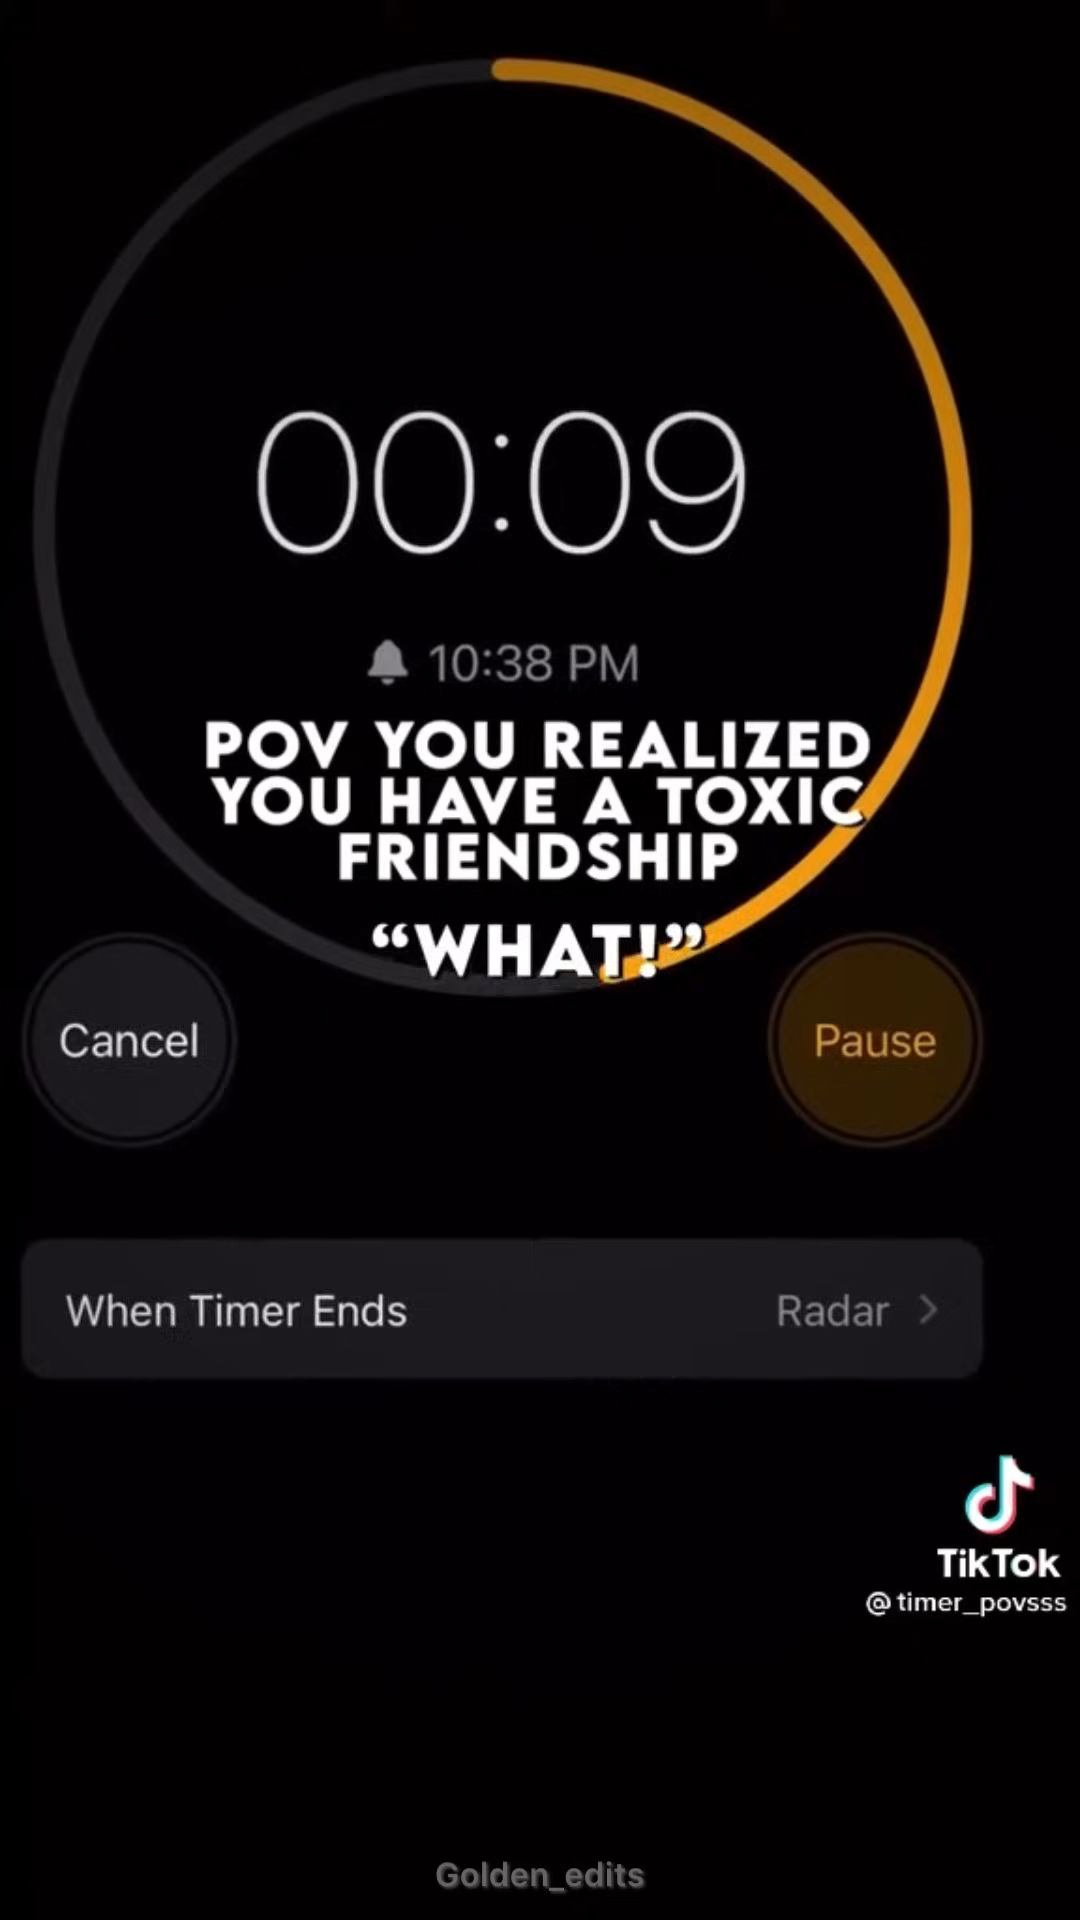 00:09
10:38 PM
POV YOU REALIZED
YOU HAVE A TOXIC
FRIENDSHIP
“WHAT!”
Cancel
Pause
When Timer Ends
Radar
TikTok
@timer_povsss
Golden_edits